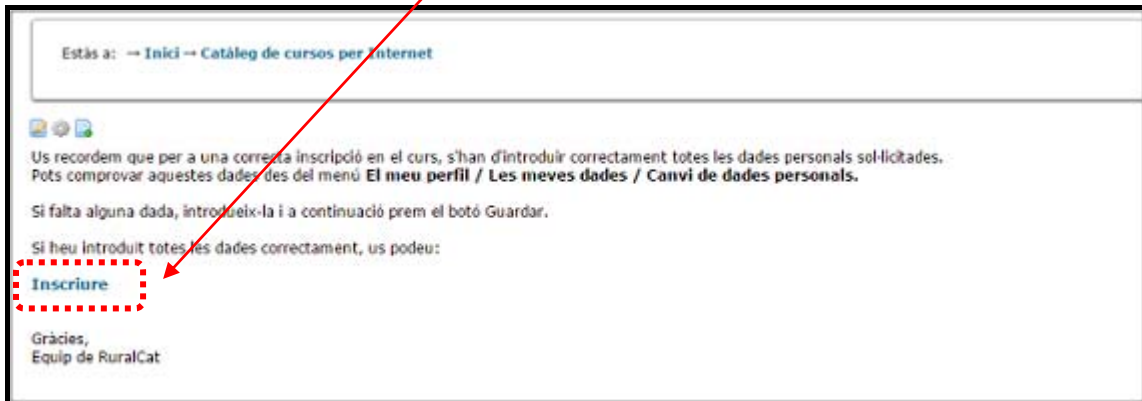 Estàs a: → Inici → Catàleg de cursos per Internet
Us recordem que per a una correcta inscripció en el curs, s'han d'introduir correctament totes les dades personals sol·licitades.
Pots comprovar aquestes dades des del menú El meu perfil / Les meves dades / Canvi de dades personals.
Si falta alguna dada, introdueix-la i a continuació prem el botó Guardar.
Si heu introduit totes les dades correctament, us podeu:
Inscriure
Gràcies,
Equip de RuralCat